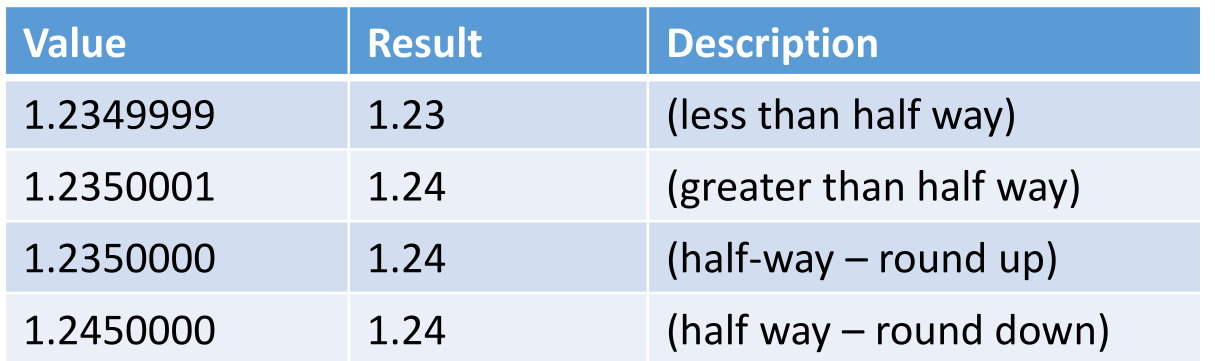 Value Result Description
1.2349999 1.23 (less than half way)
1.2350001 1.24 (greater than half way)
1.2350000 1.24 (half-way – round up)
1.2450000 1.24 (half way – round down)